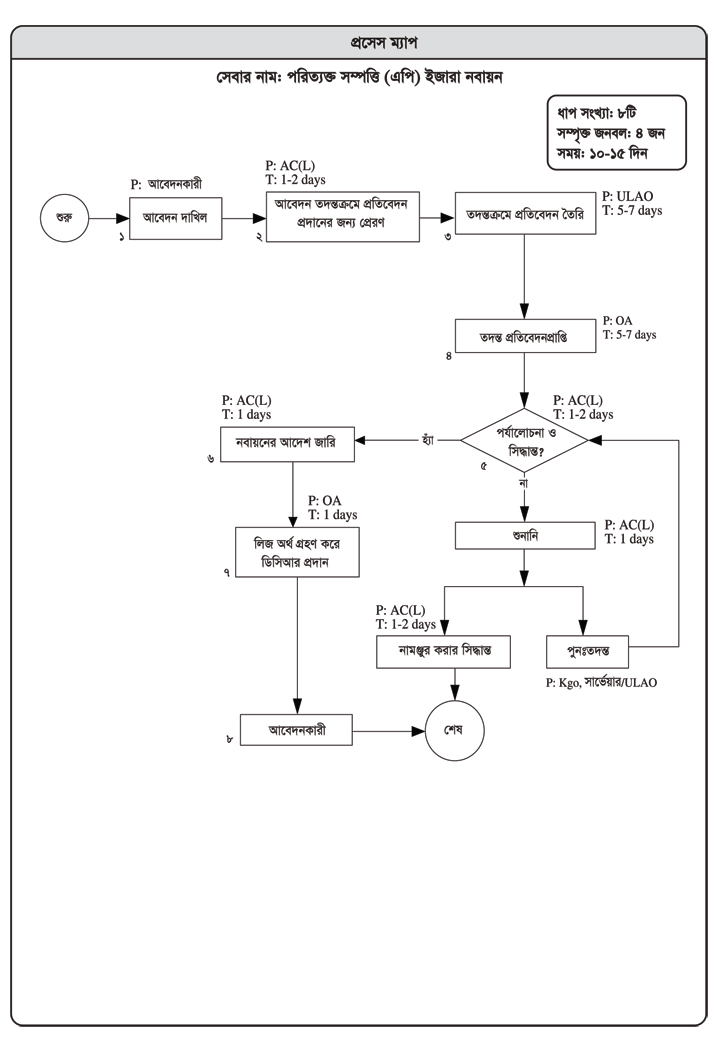 প্রসেস ম্যাপ
সেবার নাম: পরিত্যক্ত সম্পত্তি (এপি) ইজারা নবায়ন
ধাপ সংখ্যা: ৮টি
সম্পৃক্ত জনবল: ৪ জন
সময়: ১০-১৫ দিন
শুরু
P: আবেদনকারী
আবেদন দাখিল
১
P: AC(L)
T: 1-2 days
আবেদন তদন্তক্রমে প্রতিবেদন
প্রদানের জন্য প্রেরণ
২
P: ULAO
T: 5-7 days
তদন্তক্রমে প্রতিবেদন তৈরি
৩
P: OA
T: 5-7 days
তদন্ত প্রতিবেদনপ্রাপ্তি
৪
P: AC(L)
T: 1-2 days
পর্যালোচনা ও
সিদ্ধান্ত?
৫
হ্যাঁ
না
P: AC(L)
T: 1 days
নবায়নের আদেশ জারি
৬
P: OA
T: 1 days
লিজ অর্থ গ্রহণ করে
ডিসিআর প্রদান
৭
P: AC(L)
T: 1 days
শুনানি
P: AC(L)
T: 1-2 days
নামঞ্জুর করার সিদ্ধান্ত
পুনঃতদন্ত
P: Kgo, সার্ভেয়ার/ULAO
আবেদনকারী
৮
শেষ